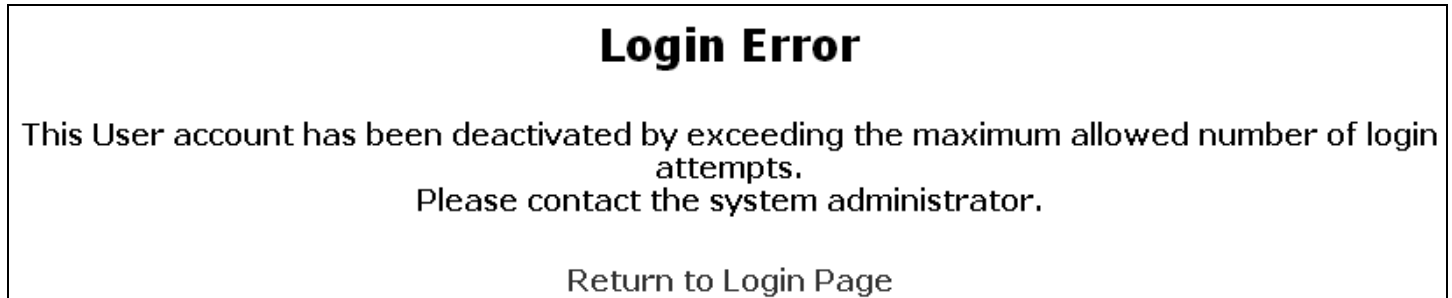 Login Error
This User account has been deactivated by exceeding the maximum allowed number of login
attempts.
Please contact the system administrator.
Return to Login Page